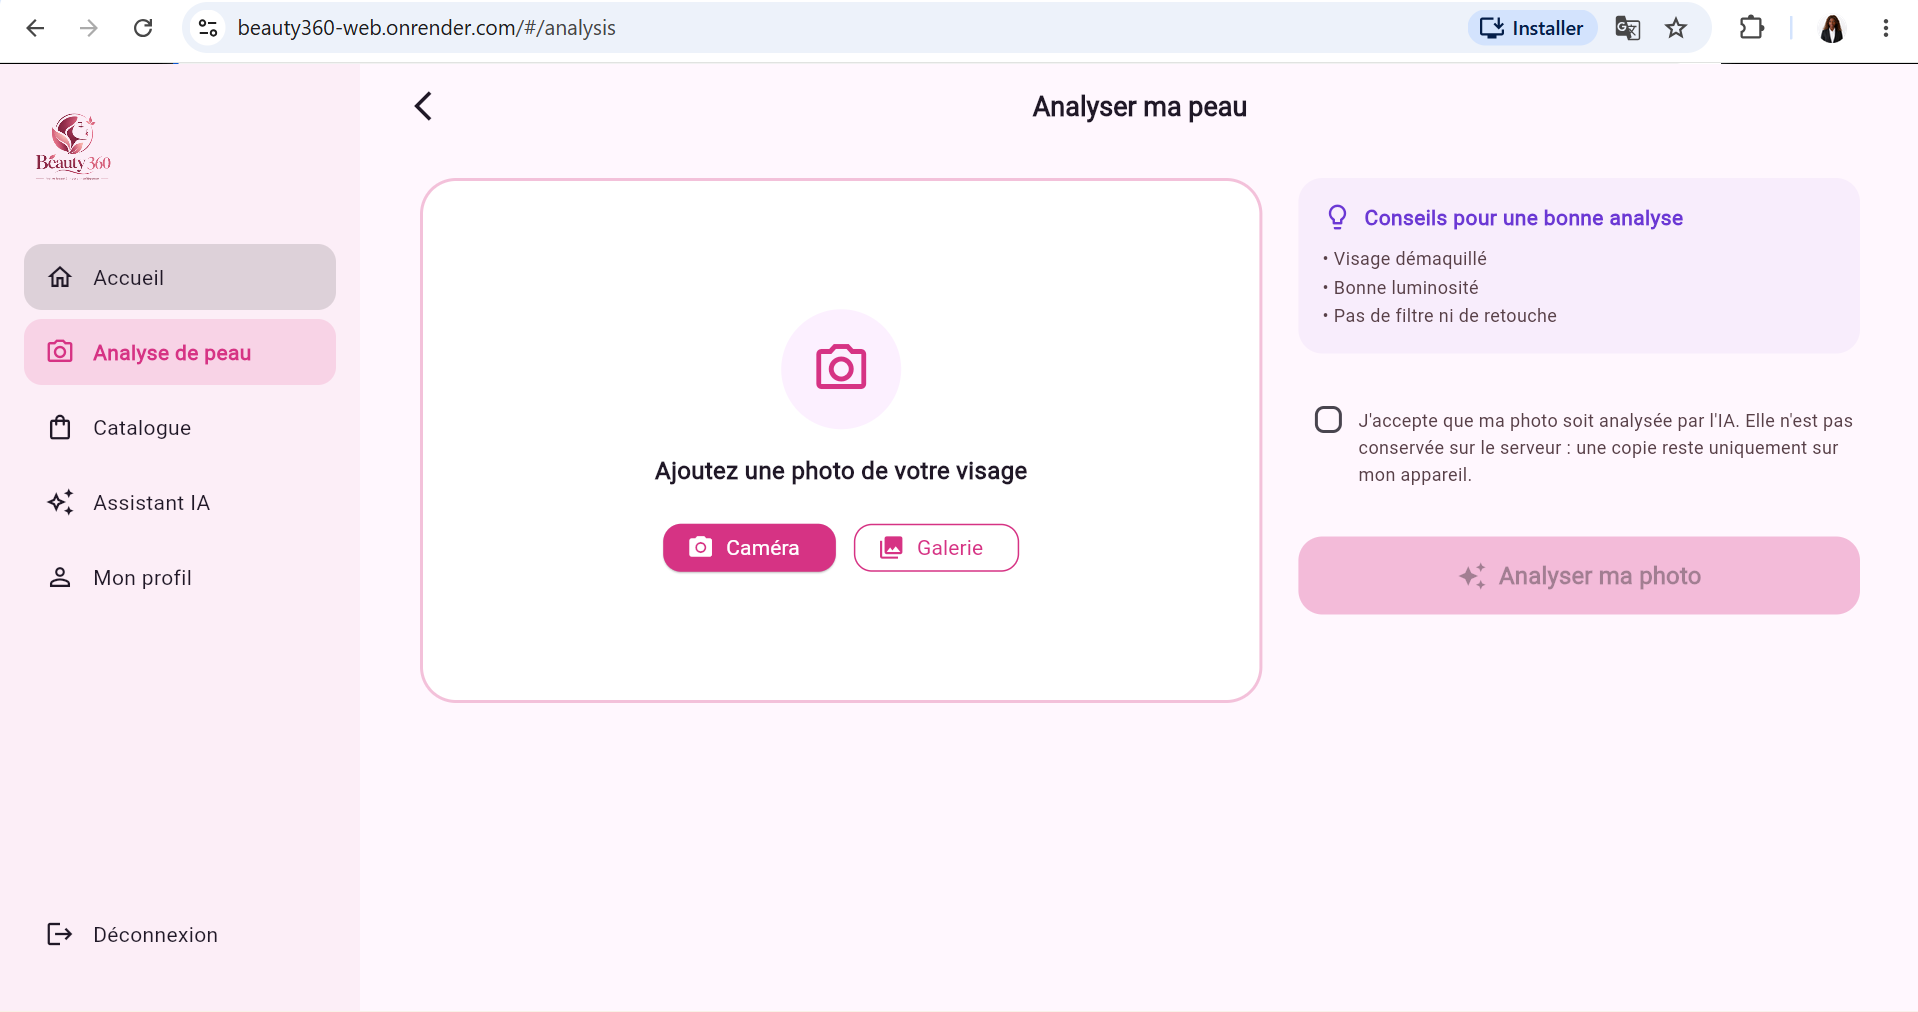 beauty360-web.onrender.com/#/analysis
Installer
Beauty 360
Analyser ma peau
Accueil
Analyse de peau
Catalogue
Assistant IA
Mon profil
Déconnexion
Ajoutez une photo de votre visage
Caméra
Galerie
Conseils pour une bonne analyse
• Visage démaquillé
• Bonne luminosité
• Pas de filtre ni de retouche
J'accepte que ma photo soit analysée par l'IA. Elle n'est pas
conservée sur le serveur : une copie reste uniquement sur
mon appareil.
Analyser ma photo